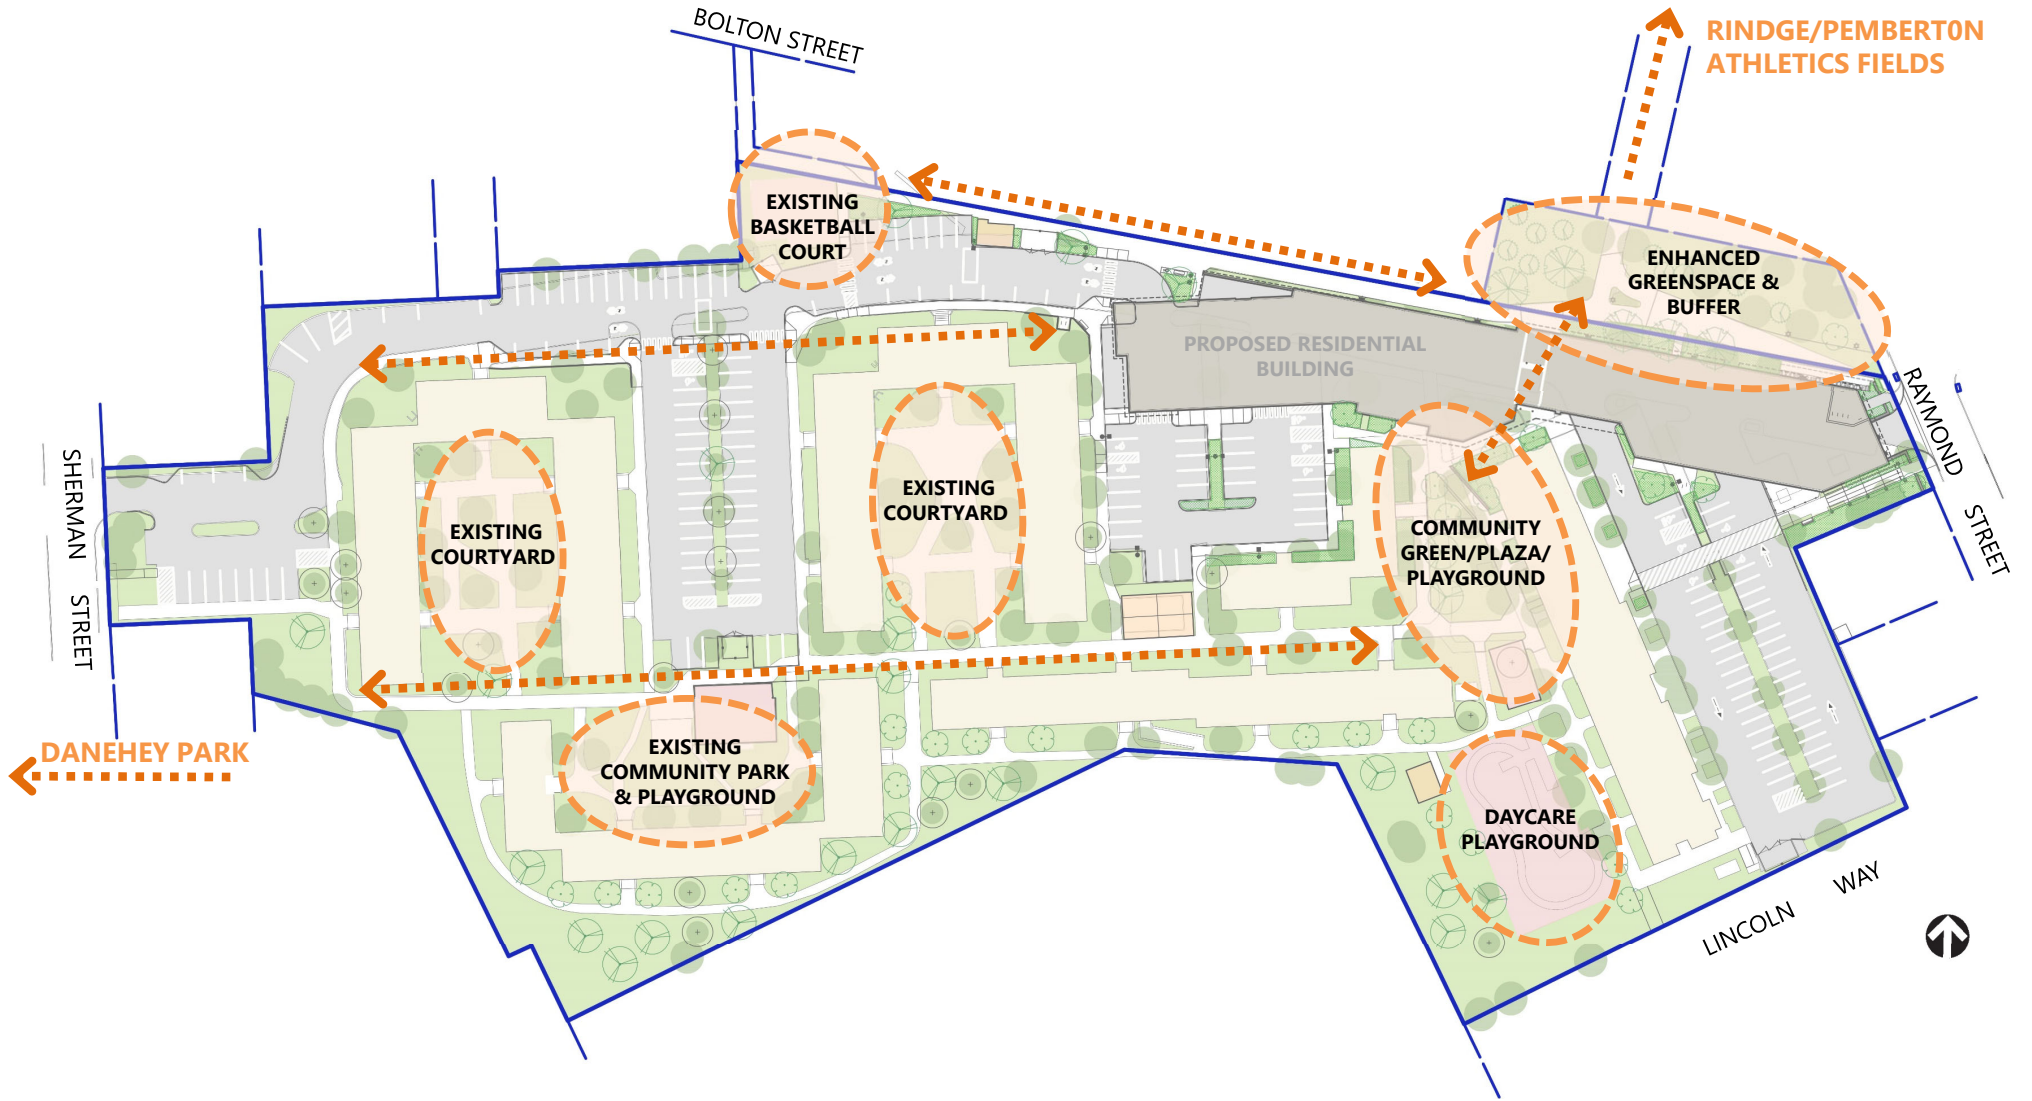 BOLTON STREET
RINDGE/PEMBERT0N
ATHLETICS FIELDS
EXISTING
BASKETBALL
COURT
ENHANCED
GREENSPACE &
BUFFER
PROPOSED RESIDENTIAL
BUILDING
RAYMOND STREET
SHERMAN STREET
EXISTING
COURTYARD
EXISTING
COURTYARD
COMMUNITY
GREEN/PLAZA/
PLAYGROUND
DANEHEY PARK
EXISTING
COMMUNITY PARK
& PLAYGROUND
DAYCARE
PLAYGROUND
LINCOLN WAY